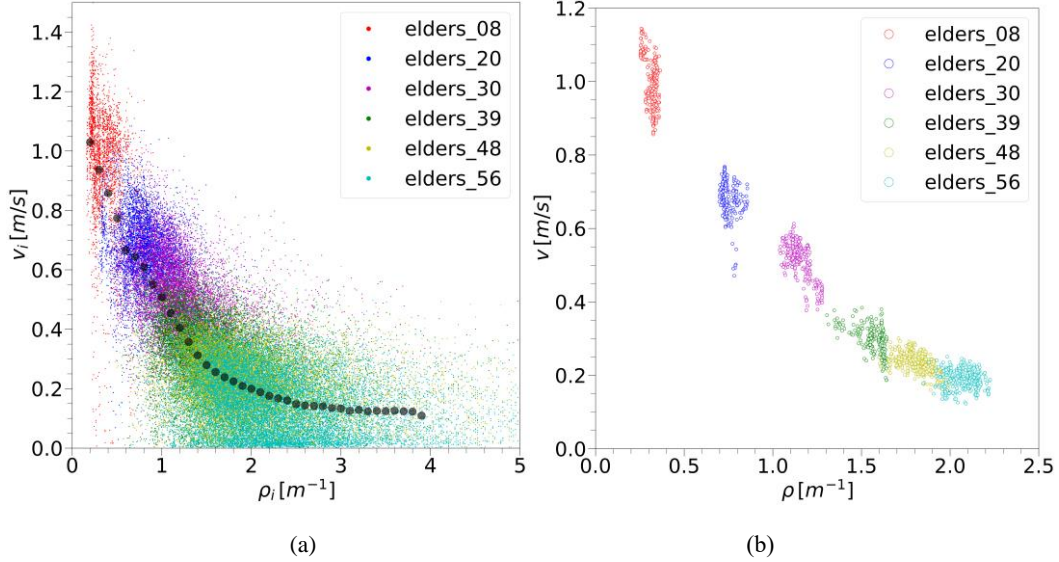 1.4
1.2
1.0
0.8
0.6
0.4
0.2
0.0
v_i [m/s]
elders_08
elders_20
elders_30
elders_39
elders_48
elders_56
0 1 2 3 4 5
ρ_i [m⁻¹]
(a)
1.2
1.0
0.8
0.6
0.4
0.2
0.0
v [m/s]
elders_08
elders_20
elders_30
elders_39
elders_48
elders_56
0.0 0.5 1.0 1.5 2.0 2.5
ρ [m⁻¹]
(b)